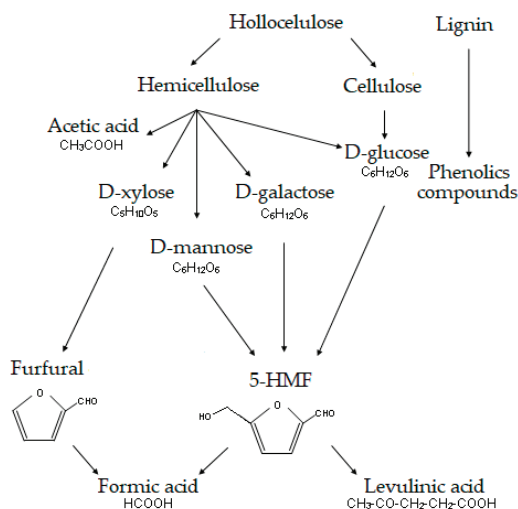 Hollocelulose
Lignin
Hemicellulose
Cellulose
Acetic acid
CH₃COOH
D-glucose
C₆H₁₂O₆
Phenolics
compounds
D-xylose
C₅H₁₀O₅
D-galactose
C₆H₁₂O₆
D-mannose
C₆H₁₂O₆
Furfural
5-HMF
O
CHO
HO
O
CHO
Formic acid
HCOOH
Levulinic acid
CH₃-CO-CH₂-CH₂-COOH